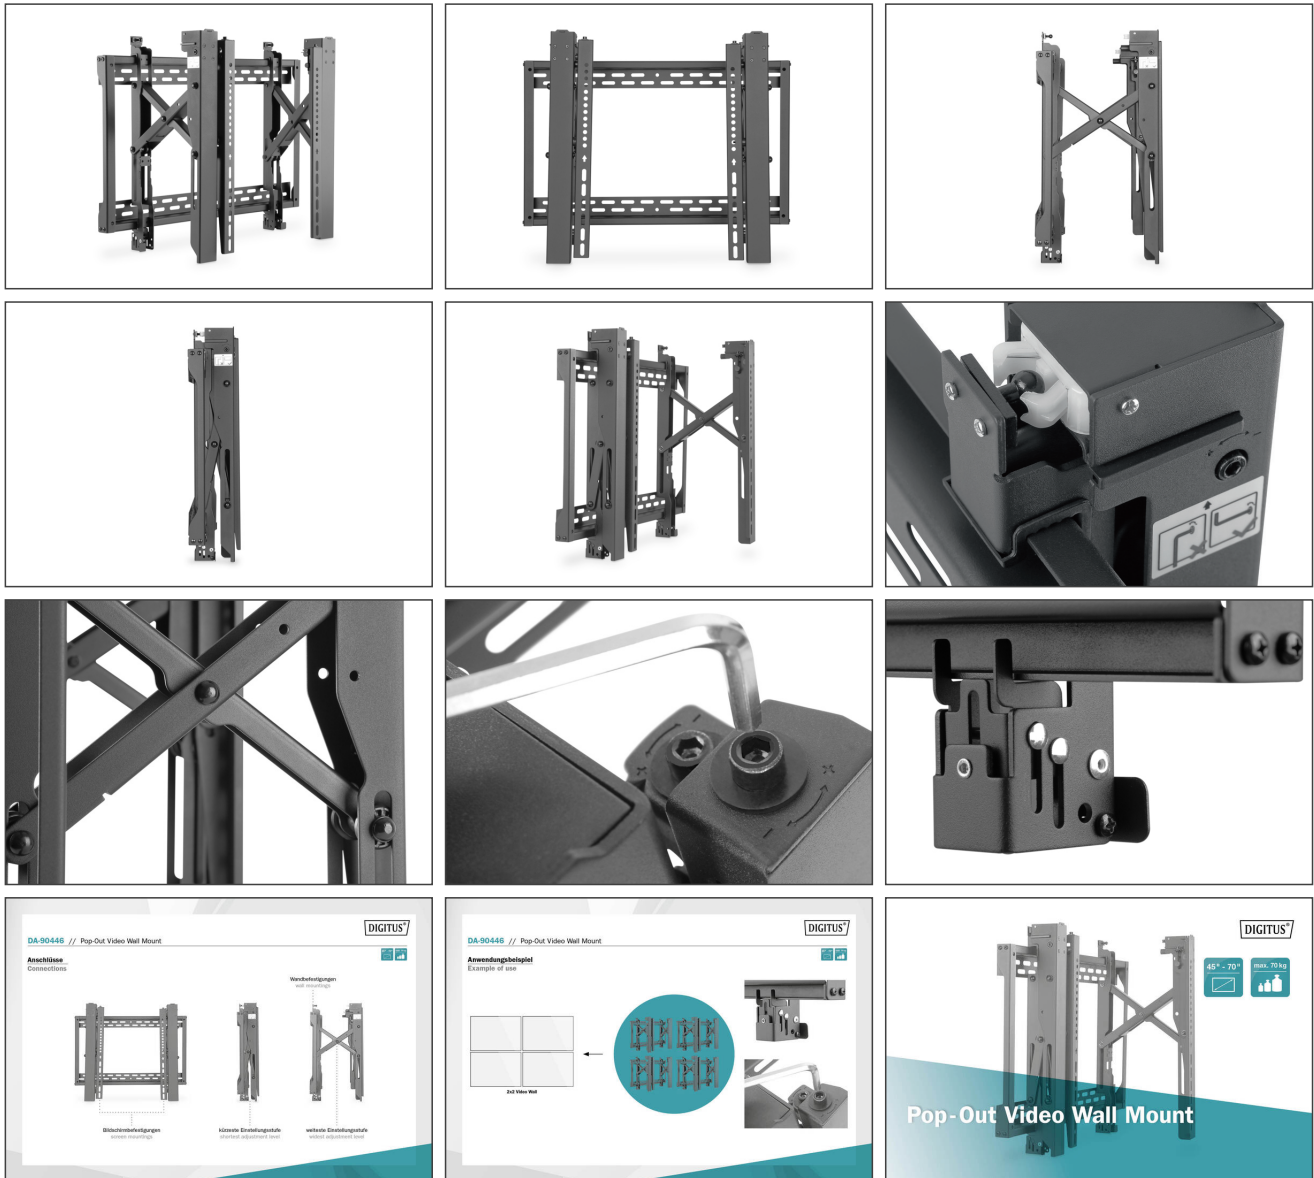 DIGITUS®
DA-90446 // Pop-Out Video Wall Mount
Anschlüsse
Connections
Wandbefestigungen
wall mountings
Bildschirmbefestigungen
screen mountings
kürzeste Einstellungsstufe
shortest adjustment level
weiteste Einstellungsstufe
widest adjustment level
DIGITUS®
DA-90446 // Pop-Out Video Wall Mount
Anwendungsbeispiel
Example of use
2x2 Video Wall
DIGITUS®
45" - 70"
max. 70 kg
Pop-Out Video Wall Mount